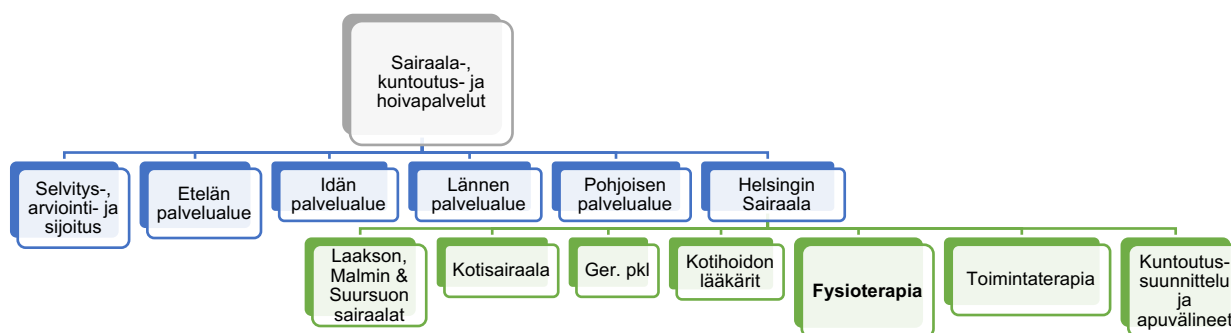 Sairaala-,
kuntoutus- ja
hoivapalvelut
Selvitys-,
arviointi- ja
sijoitus
Etelän
palvelualue
Idän
palvelualue
Lännen
palvelualue
Pohjoisen
palvelualue
Helsingin
Sairaala
Laakson,
Malmin &
Suursuon
sairaalat
Kotisairaala
Ger. pkl
Kotihoidon
lääkärit
Fysioterapia
Toimintaterapia
Kuntoutus-
suunnittelu
ja
apuvälineet